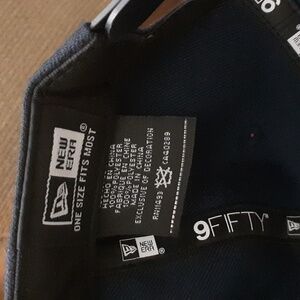 NEW ERA
ONE SIZE FITS MOST
HECHO EN CHINA
100% POLYESTER
FABRIQUE EN CHINE
100% POLYESTER
MADE IN CHINA
EXCLUSIVE OF DECORATION
CA00289
9FIFTY
NEW ERA